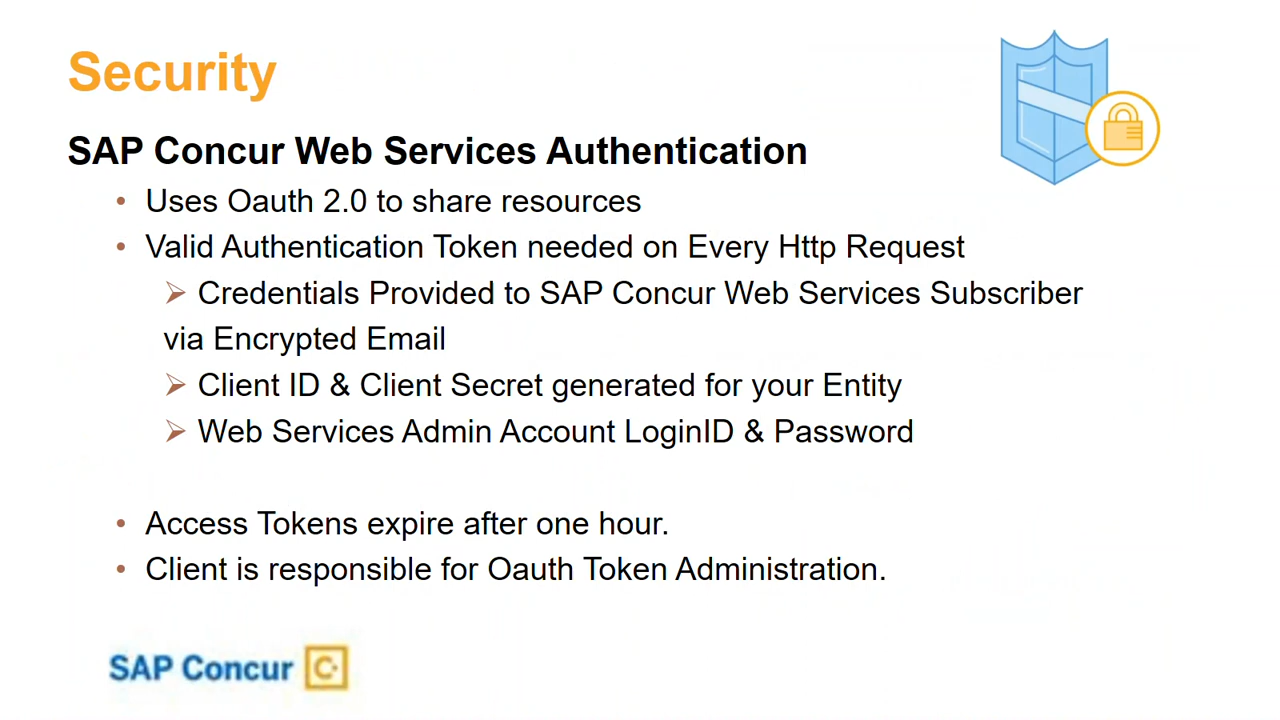 Security
SAP Concur Web Services Authentication
• Uses Oauth 2.0 to share resources
• Valid Authentication Token needed on Every Http Request
➢ Credentials Provided to SAP Concur Web Services Subscriber
via Encrypted Email
➢ Client ID & Client Secret generated for your Entity
➢ Web Services Admin Account LoginID & Password
• Access Tokens expire after one hour.
• Client is responsible for Oauth Token Administration.
SAP Concur C